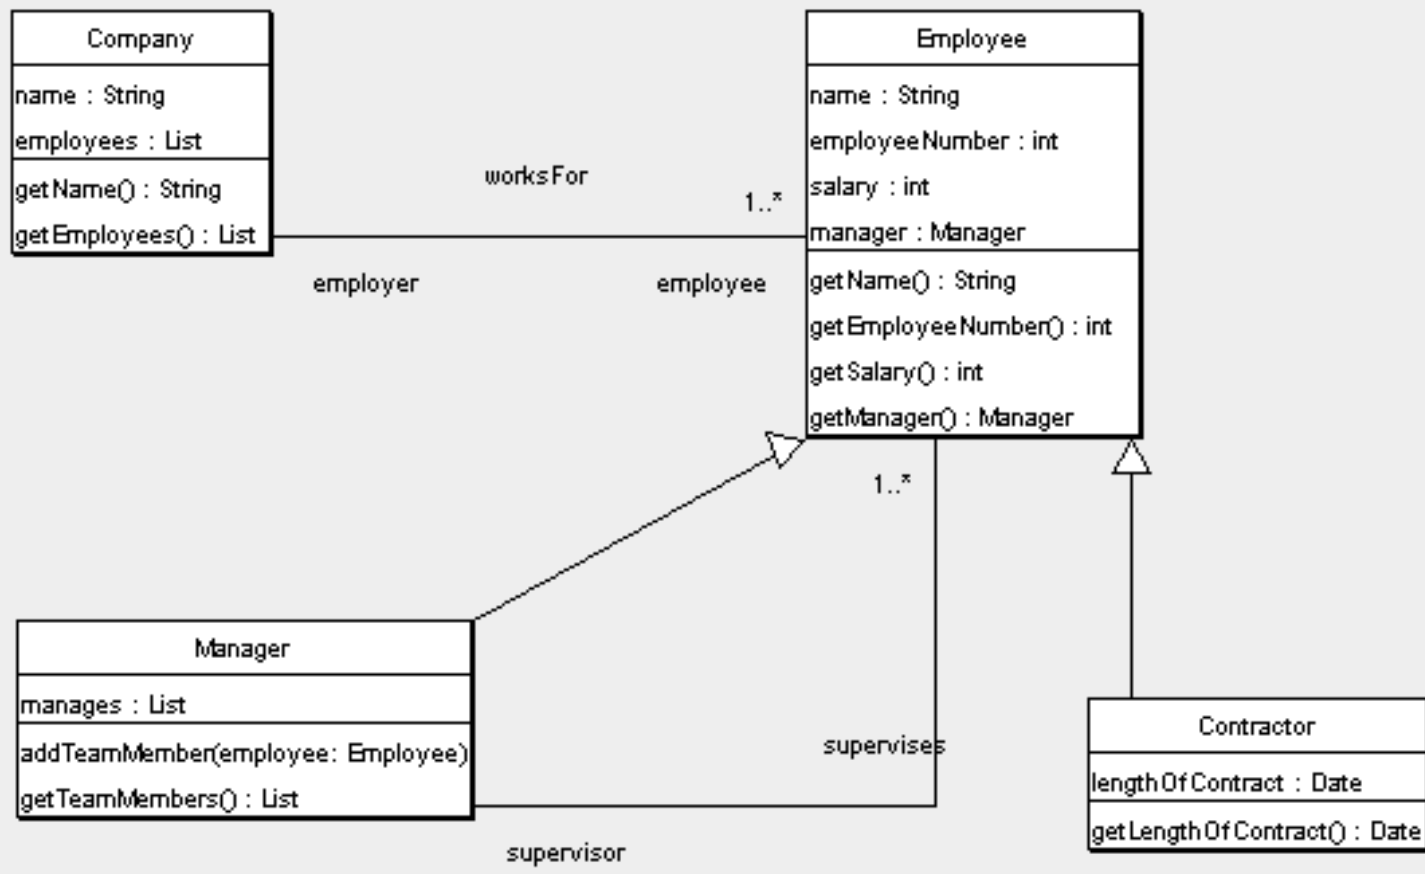 Company
name : String
employees : List
getName() : String
getEmployees() : List
worksFor
1..*
employer
employee
Employee
name : String
employeeNumber : int
salary : int
manager : Manager
getName() : String
getEmployeeNumber() : int
getSalary() : int
getManager() : Manager
1..*
Manager
manages : List
addTeamMember(employee: Employee)
getTeamMembers() : List
supervises
supervisor
Contractor
lengthOfContract : Date
getLengthOfContract() : Date